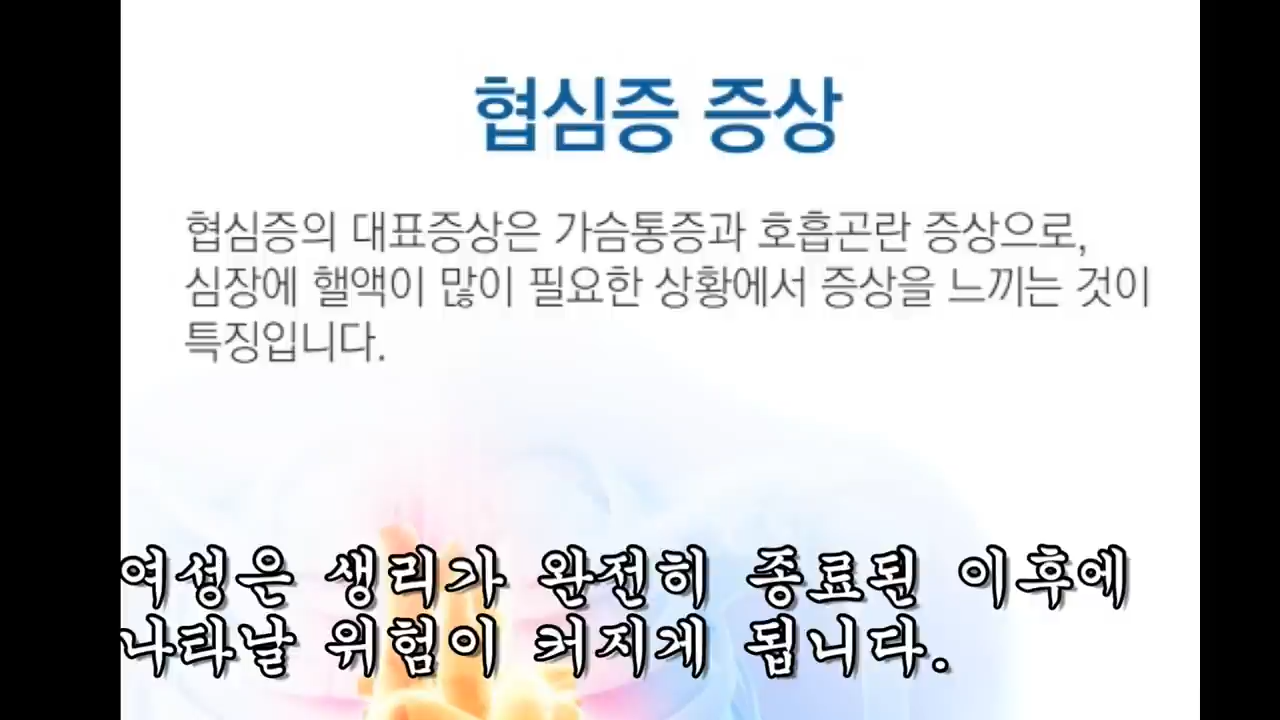 협심증 증상
협심증의 대표증상은 가슴통증과 호흡곤란 증상으로,
심장에 핼액이 많이 필요한 상황에서 증상을 느끼는 것이
특징입니다.
여성은 생리가 완전히 종료된 이후에
나타날 위험이 커지게 됩니다.